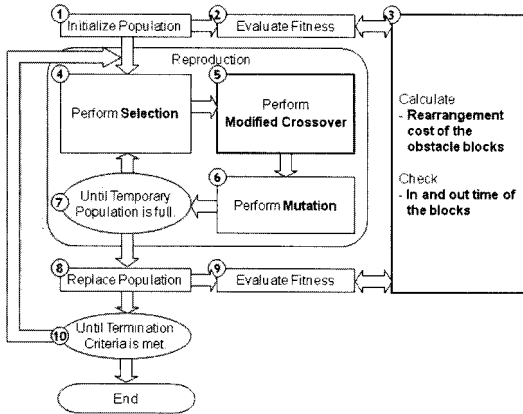 1 Initialize Population
2 Evaluate Fitness
3
Calculate
- Rearrangement
cost of the
obstacle blocks
Check
- In and out time of
the blocks
Reproduction
4
Perform Selection
5
Perform
Modified Crossover
6
Perform Mutation
7
Until Temporary
Population is full.
8 Replace Population
9 Evaluate Fitness
10
Until Termination
Criteria is met
End